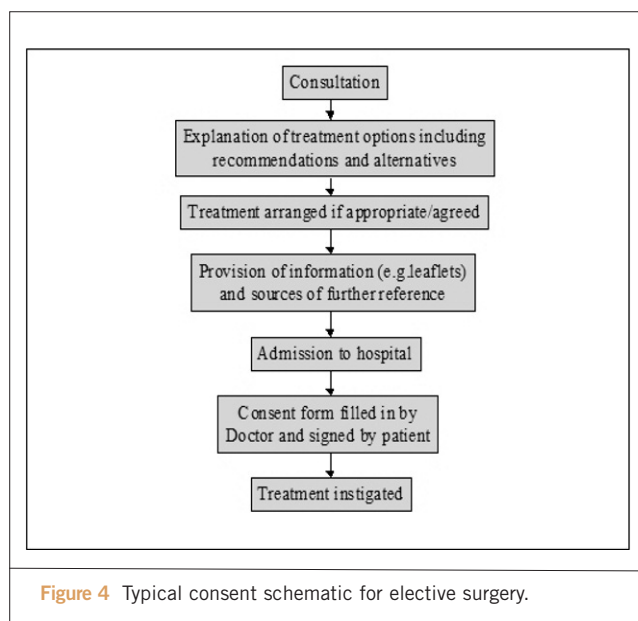 Consultation
Explanation of treatment options including
recommendations and alternatives
Treatment arranged if appropriate/agreed
Provision of information (e.g.leaflets)
and sources of further reference
Admission to hospital
Consent form filled in by
Doctor and signed by patient
Treatment instigated
Figure 4 Typical consent schematic for elective surgery.